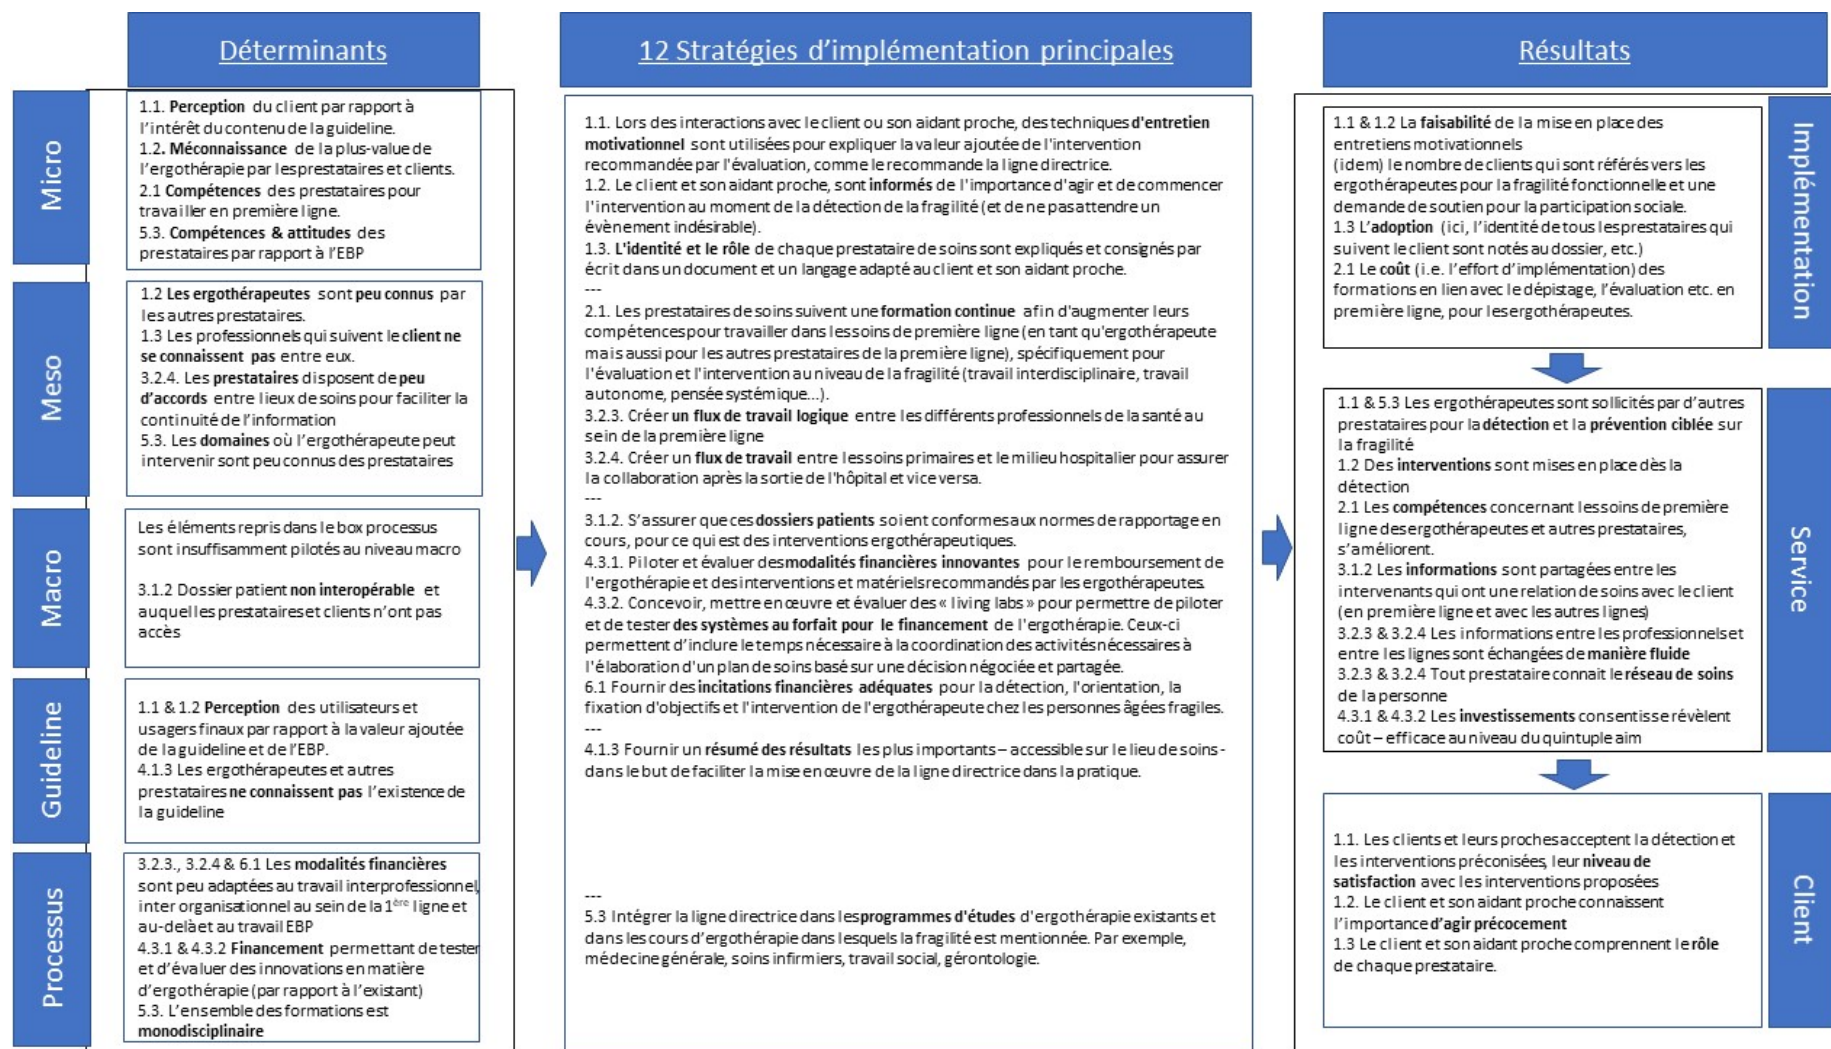 Déterminants
12 Stratégies d'implémentation principales
Résultats
Micro
1.1. Perception du client par rapport à
l'intérêt du contenu de la guideline.
1.2. Méconnaissance de la plus-value de
l'ergothérapie par les prestataires et clients.
2.1 Compétences des prestataires pour
travailler en première ligne.
5.3. Compétences & attitudes des
prestataires par rapport à l'EBP
Meso
1.2 Les ergothérapeutes sont peu connus par
les autres prestataires.
1.3 Les professionnels qui suivent le client ne
se connaissent pas entre eux.
3.2.4. Les prestataires disposent de peu
d'accords entre lieux de soins pour faciliter la
continuité de l'information
5.3. Les domaines où l'ergothérapeute peut
intervenir sont peu connus des prestataires
Macro
Les éléments repris dans le box processus
sont insuffisamment pilotés au niveau macro
3.1.2 Dossier patient non interopérable et
auquel les prestataires et clients n'ont pas
accès
Guideline
1.1 & 1.2 Perception des utilisateurs et
usagers finaux par rapport à la valeur ajoutée
de la guideline et de l'EBP.
4.1.3 Les ergothérapeutes et autres
prestataires ne connaissent pas l'existence de
la guideline
Processus
3.2.3., 3.2.4 & 6.1 Les modalités financières
sont peu adaptées au travail interprofessionnel,
inter organisationnel au sein de la 1ère ligne et
au-delà et au travail EBP
4.3.1 & 4.3.2 Financement permettant de tester
et d'évaluer des innovations en matière
d'ergothérapie (par rapport à l'existant)
5.3. L'ensemble des formations est
monodisciplinaire
1.1. Lors des interactions avec le client ou son aidant proche, des techniques d'entretien
motivationnel sont utilisées pour expliquer la valeur ajoutée de l'intervention
recommandée par l'évaluation, comme le recommande la ligne directrice.
1.2. Le client et son aidant proche, sont informés de l'importance d'agir et de commencer
l'intervention au moment de la détection de la fragilité (et de ne pas attendre un
évènement indésirable).
1.3. L'identité et le rôle de chaque prestataire de soins sont expliqués et consignés par
écrit dans un document et un langage adapté au client et son aidant proche.
---
2.1. Les prestataires de soins suivent une formation continue afin d'augmenter leurs
compétences pour travailler dans les soins de première ligne (en tant qu'ergothérapeute
mais aussi pour les autres prestataires de la première ligne), spécifiquement pour
l'évaluation et l'intervention au niveau de la fragilité (travail interdisciplinaire, travail
autonome, pensée systémique...).
3.2.3. Créer un flux de travail logique entre les différents professionnels de la santé au
sein de la première ligne
3.2.4. Créer un flux de travail entre les soins primaires et le milieu hospitalier pour assurer
la collaboration après la sortie de l'hôpital et vice versa.
---
3.1.2. S'assurer que ces dossiers patients soient conformes aux normes de rapportage en
cours, pour ce qui est des interventions ergothérapeutiques.
4.3.1. Piloter et évaluer des modalités financières innovantes pour le remboursement de
l'ergothérapie et des interventions et matériels recommandés par les ergothérapeutes.
4.3.2. Concevoir, mettre en œuvre et évaluer des « living labs » pour permettre de piloter
et de tester des systèmes au forfait pour le financement de l'ergothérapie. Ceux-ci
permettent d'inclure le temps nécessaire à la coordination des activités nécessaires à
l'élaboration d'un plan de soins basé sur une décision négociée et partagée.
6.1 Fournir des incitations financières adéquates pour la détection, l'orientation, la
fixation d'objectifs et l'intervention de l'ergothérapeute chez les personnes âgées fragiles.
---
4.1.3 Fournir un résumé des résultats les plus importants – accessible sur le lieu de soins -
dans le but de faciliter la mise en œuvre de la ligne directrice dans la pratique.
---
5.3 Intégrer la ligne directrice dans les programmes d'études d'ergothérapie existants et
dans les cours d'ergothérapie dans lesquels la fragilité est mentionnée. Par exemple,
médecine générale, soins infirmiers, travail social, gérontologie.
1.1 & 1.2 La faisabilité de la mise en place des
entretiens motivationnels
(idem) le nombre de clients qui sont référés vers les
ergothérapeutes pour la fragilité fonctionnelle et une
demande de soutien pour la participation sociale.
1.3 L'adoption (ici, l'identité de tous les prestataires qui
suivent le client sont notés au dossier, etc.)
2.1 Le coût (i.e. l'effort d'implémentation) des
formations en lien avec le dépistage, l'évaluation etc. en
première ligne, pour les ergothérapeutes.
Implémentation
1.1 & 5.3 Les ergothérapeutes sont sollicités par d'autres
prestataires pour la détection et la prévention ciblée sur
la fragilité
1.2 Des interventions sont mises en place dès la
détection
2.1 Les compétences concernant les soins de première
ligne des ergothérapeutes et autres prestataires,
s'améliorent.
3.1.2 Les informations sont partagées entre les
intervenants qui ont une relation de soins avec le client
(en première ligne et avec les autres lignes)
3.2.3 & 3.2.4 Les informations entre les professionnels et
entre les lignes sont échangées de manière fluide
3.2.3 & 3.2.4 Tout prestataire connait le réseau de soins
de la personne
4.3.1 & 4.3.2 Les investissements consentis se révèlent
coût – efficace au niveau du quintuple aim
Service
1.1. Les clients et leurs proches acceptent la détection et
les interventions préconisées, leur niveau de
satisfaction avec les interventions proposées
1.2. Le client et son aidant proche connaissent
l'importance d'agir précocement
1.3 Le client et son aidant proche comprennent le rôle
de chaque prestataire.
Client